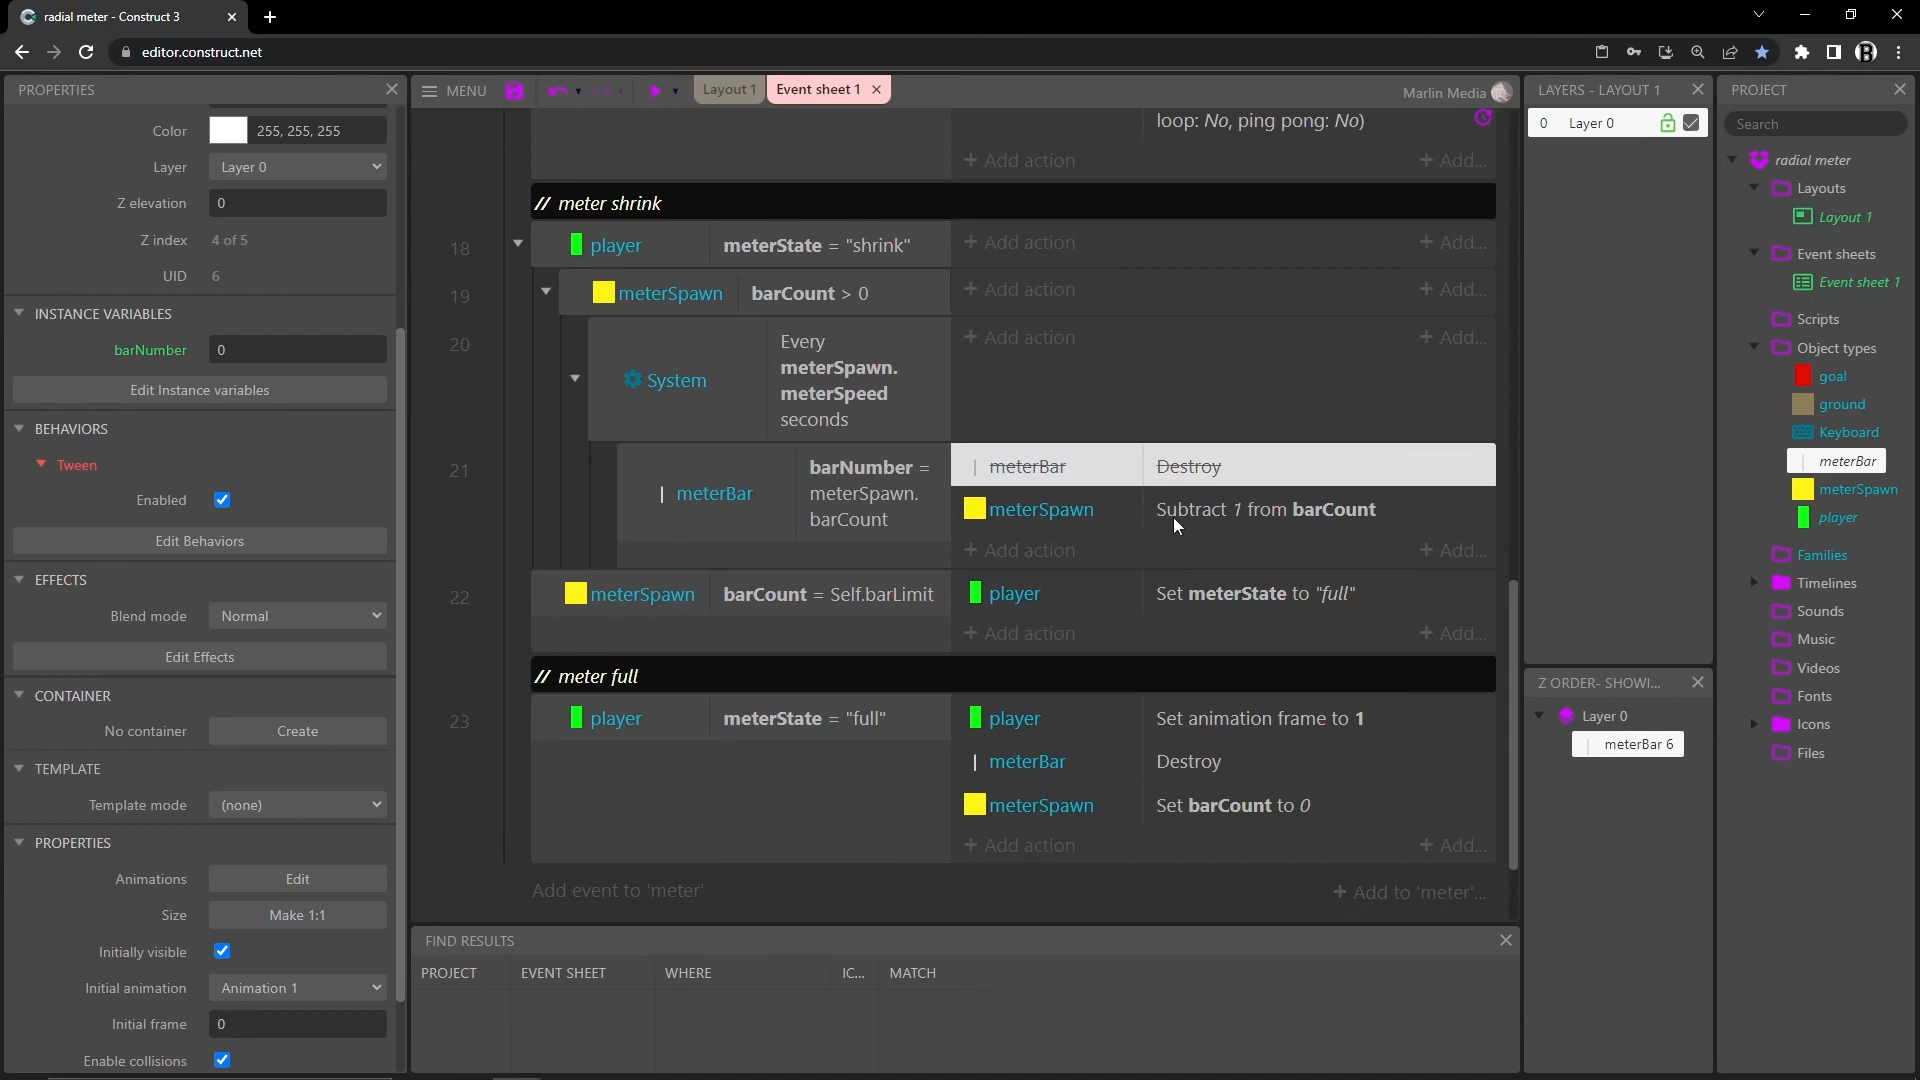 radial meter - Construct 3
editor.construct.net
PROPERTIES
Color 255, 255, 255
Layer Layer 0
Z elevation 0
Z index 4 of 5
UID 6
INSTANCE VARIABLES
barNumber 0
Edit Instance variables
BEHAVIORS
Tween
Enabled
Edit Behaviors
EFFECTS
Blend mode Normal
Edit Effects
CONTAINER
No container Create
TEMPLATE
Template mode (none)
PROPERTIES
Animations Edit
Size Make 1:1
Initially visible
Initial animation Animation 1
Initial frame 0
Enable collisions
MENU Layout 1 Event sheet 1 Marlin Media
loop: No, ping pong: No)
+ Add action + Add...
// meter shrink
18 player meterState = "shrink" + Add action + Add...
19 meterSpawn barCount > 0 + Add action + Add...
20 System Every + Add action + Add...
meterSpawn.
meterSpeed
seconds
21 meterBar barNumber = meterBar Destroy
meterSpawn. meterSpawn Subtract 1 from barCount
barCount
+ Add action + Add...
22 meterSpawn barCount = Self.barLimit player Set meterState to "full"
+ Add action + Add...
// meter full
23 player meterState = "full" player Set animation frame to 1
meterBar Destroy
meterSpawn Set barCount to 0
+ Add action + Add...
Add event to 'meter' + Add to 'meter'...
FIND RESULTS
PROJECT EVENT SHEET WHERE IC... MATCH
LAYERS - LAYOUT 1
0 Layer 0
Z ORDER- SHOWI...
Layer 0
meterBar 6
PROJECT
Search
radial meter
Layouts
Layout 1
Event sheets
Event sheet 1
Scripts
Object types
goal
ground
Keyboard
meterBar
meterSpawn
player
Families
Timelines
Sounds
Music
Videos
Fonts
Icons
Files